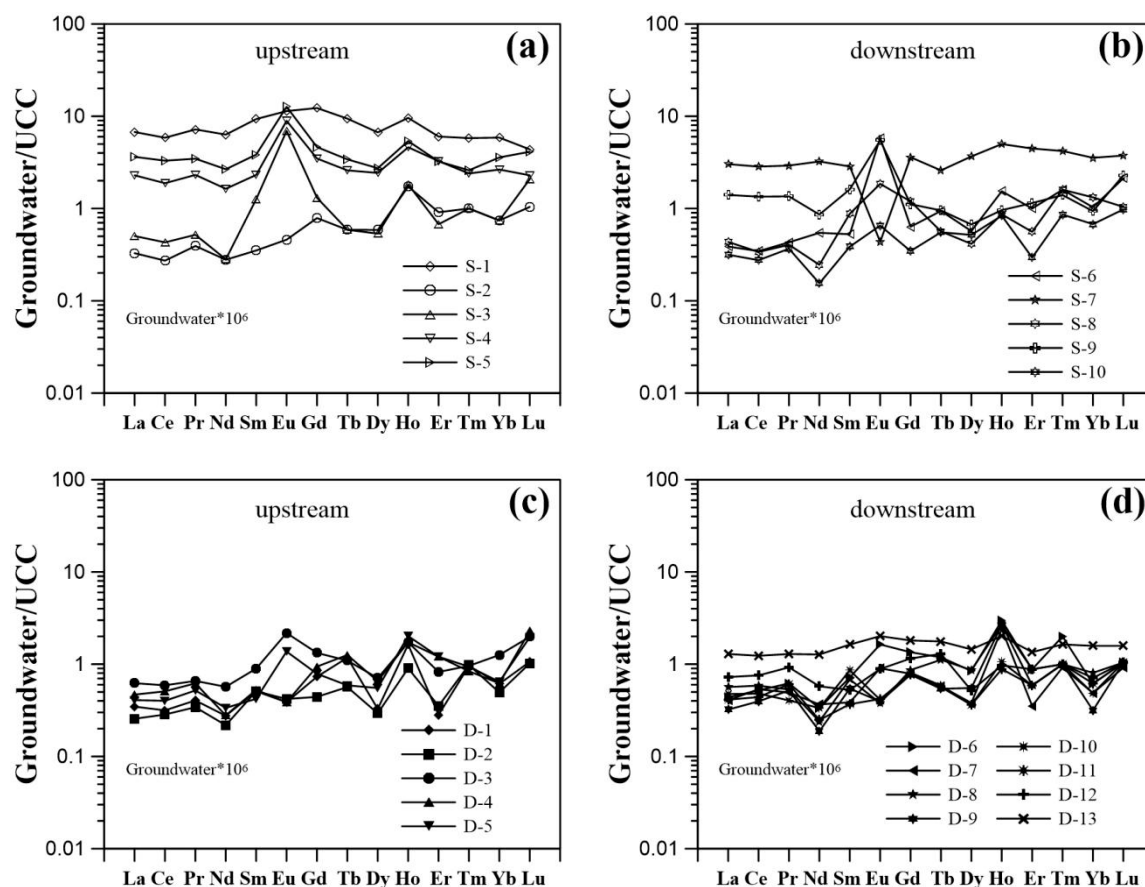 (a)
upstream
Groundwater/UCC
100
10
1
0.1
0.01
S-1
S-2
S-3
S-4
S-5
Groundwater*10⁶
La Ce Pr Nd Sm Eu Gd Tb Dy Ho Er Tm Yb Lu
(b)
downstream
Groundwater/UCC
100
10
1
0.1
0.01
S-6
S-7
S-8
S-9
S-10
Groundwater*10⁶
La Ce Pr Nd Sm Eu Gd Tb Dy Ho Er Tm Yb Lu
(c)
upstream
Groundwater/UCC
100
10
1
0.1
0.01
D-1
D-2
D-3
D-4
D-5
Groundwater*10⁶
La Ce Pr Nd Sm Eu Gd Tb Dy Ho Er Tm Yb Lu
(d)
downstream
Groundwater/UCC
100
10
1
0.1
0.01
D-6 D-10
D-7 D-11
D-8 D-12
D-9 D-13
Groundwater*10⁶
La Ce Pr Nd Sm Eu Gd Tb Dy Ho Er Tm Yb Lu